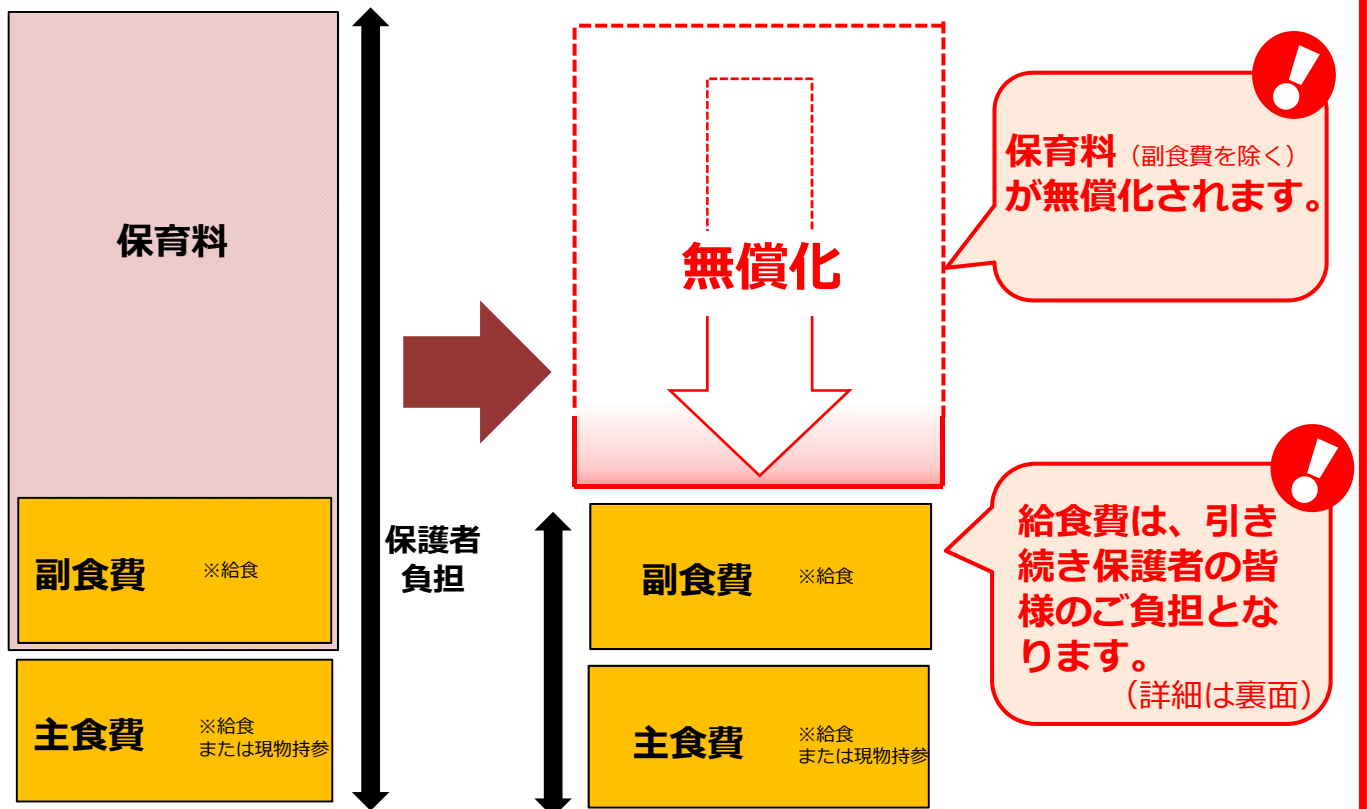 保育料
副食費 ※給食
主食費 ※給食
または現物持参
保護者
負担
無償化
副食費 ※給食
主食費 ※給食
または現物持参
保育料（副食費を除く）
が無償化されます。
給食費は、引き
続き保護者の皆
様のご負担とな
ります。
（詳細は裏面）